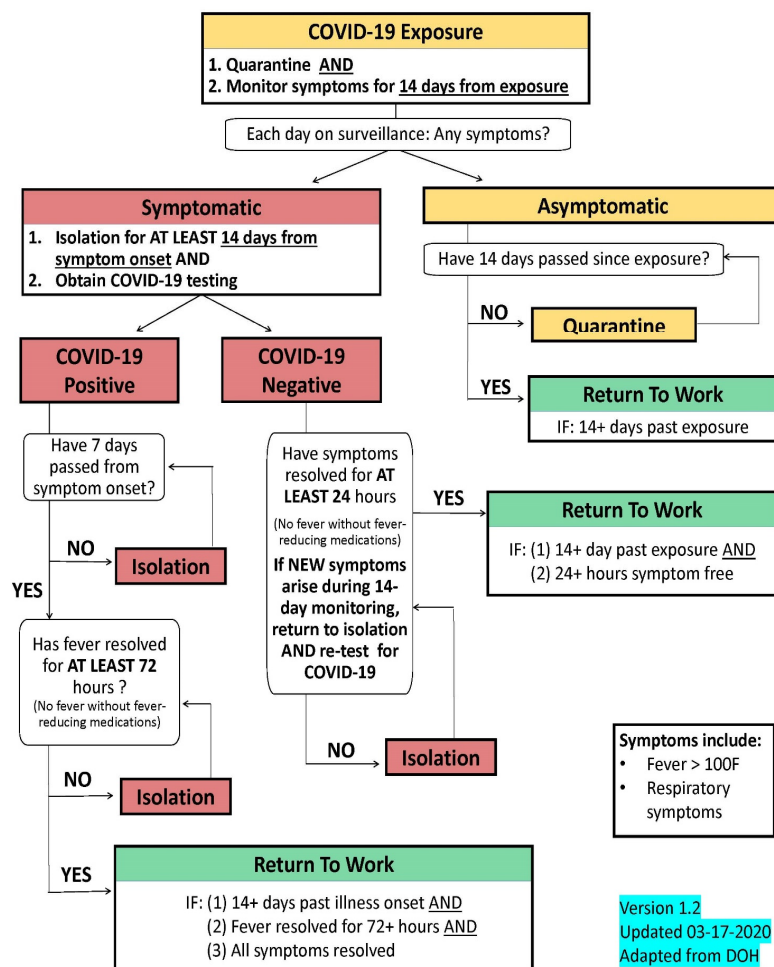 COVID-19 Exposure
1. Quarantine AND
2. Monitor symptoms for 14 days from exposure
Each day on surveillance: Any symptoms?
Symptomatic
1. Isolation for AT LEAST 14 days from
symptom onset AND
2. Obtain COVID-19 testing
Asymptomatic
Have 14 days passed since exposure?
NO
Quarantine
YES
Return To Work
IF: 14+ days past exposure
COVID-19
Positive
COVID-19
Negative
Have 7 days
passed from
symptom onset?
NO
Isolation
YES
Has fever resolved
for AT LEAST 72
hours ?
(No fever without fever-
reducing medications)
NO
Isolation
YES
Return To Work
IF: (1) 14+ days past illness onset AND
(2) Fever resolved for 72+ hours AND
(3) All symptoms resolved
Have symptoms
resolved for AT
LEAST 24 hours
(No fever without fever-
reducing medications)
If NEW symptoms
arise during 14-
day monitoring,
return to isolation
AND re-test for
COVID-19
YES
Return To Work
IF: (1) 14+ day past exposure AND
(2) 24+ hours symptom free
NO
Isolation
Symptoms include:
• Fever > 100F
• Respiratory
symptoms
Version 1.2
Updated 03-17-2020
Adapted from DOH